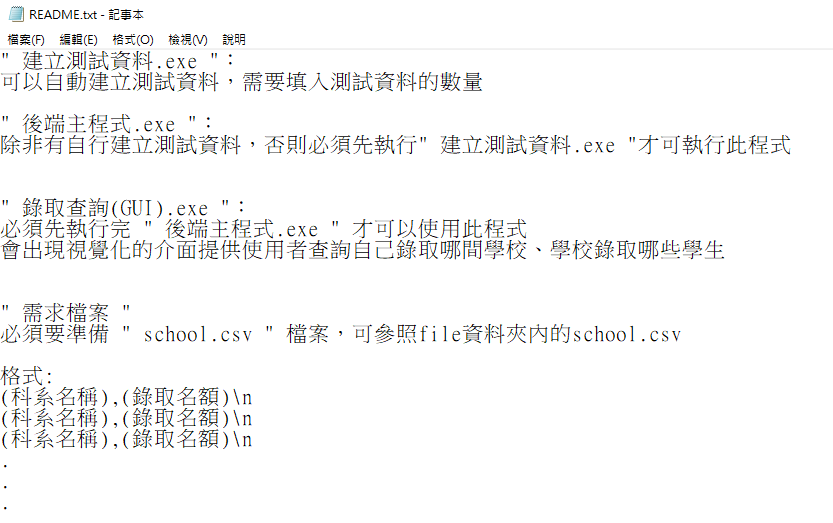 README.txt - 記事本
檔案(F) 編輯(E) 格式(O) 檢視(V) 說明
" 建立測試資料.exe "：
可以自動建立測試資料，需要填入測試資料的數量
" 後端主程式.exe "：
除非有自行建立測試資料，否則必須先執行" 建立測試資料.exe "才可執行此程式
" 錄取查詢(GUI).exe "：
必須先執行完 " 後端主程式.exe " 才可以使用此程式
會出現視覺化的介面提供使用者查詢自己錄取哪間學校、學校錄取哪些學生
" 需求檔案 "
必須要準備 " school.csv " 檔案，可參照file資料夾內的school.csv
格式:
(科系名稱),(錄取名額)\n
(科系名稱),(錄取名額)\n
(科系名稱),(錄取名額)\n
.
.
.